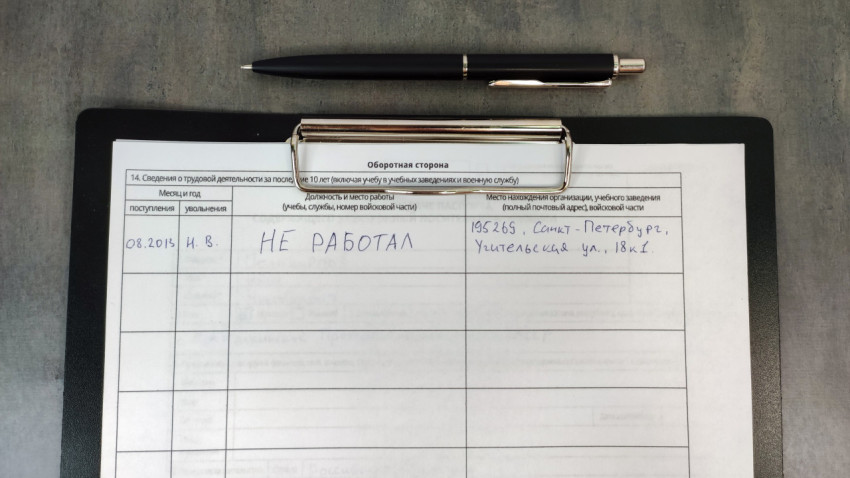 Оборотная сторона
14. Сведения о трудовой деятельности за последние 10 лет (включая учебу в учебных заведениях и военную службу)
Месяц и год
поступления
увольнения
Должность и место работы
(учебы, службы, номер войсковой части)
Место нахождения организации, учебного заведения
(полный почтовый адрес), войсковой части
08.2013
Н. В.
НЕ РАБОТАЛ
195269, Санкт-Петербург,
Учительская ул., 18к1.